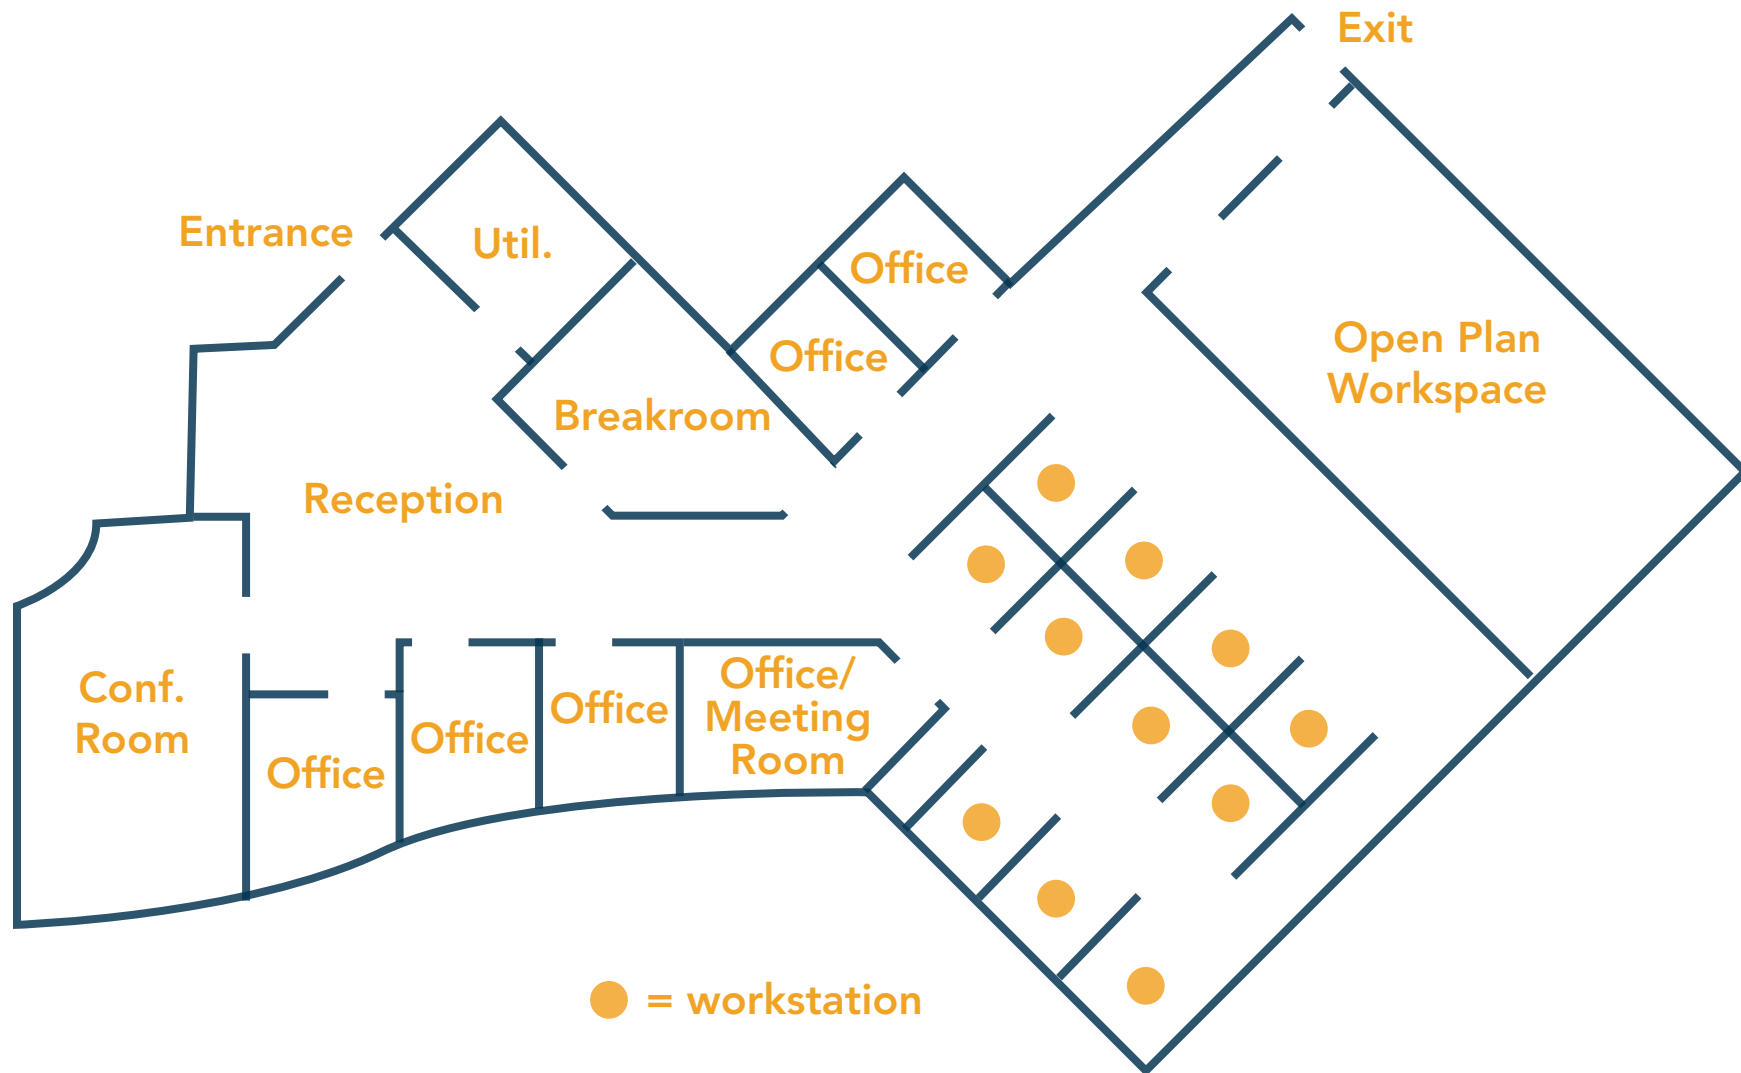 Exit
Entrance
Util.
Office
Office
Open Plan
Workspace
Breakroom
Reception
Conf.
Room
Office
Office
Office
Office/
Meeting
Room
= workstation